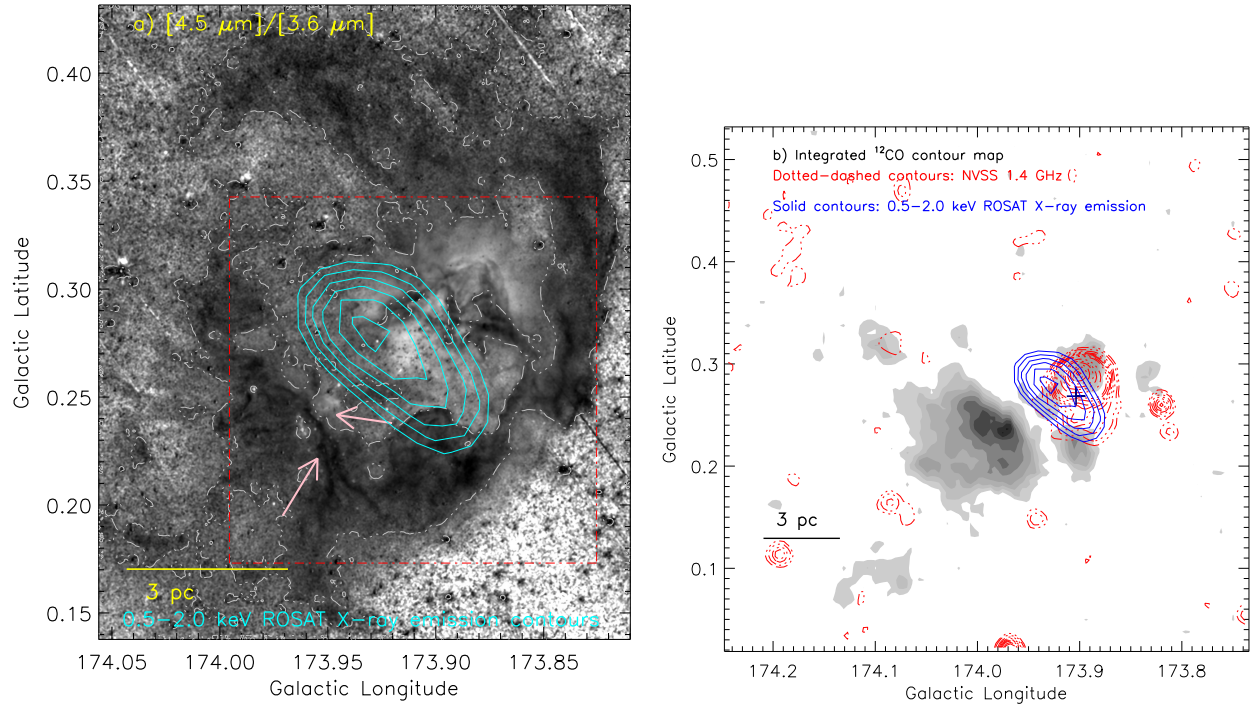 a) [4.5 μm]/[3.6 μm]
0.40
0.35
0.30
0.25
0.20
0.15
Galactic Latitude
3 pc
0.5−2.0 keV ROSAT X−ray emission contours
174.05 174.00 173.95 173.90 173.85
Galactic Longitude
b) Integrated ¹²CO contour map
Dotted−dashed contours: NVSS 1.4 GHz (
Solid contours: 0.5−2.0 keV ROSAT X−ray emission
0.5
0.4
0.3
0.2
0.1
Galactic Latitude
3 pc
174.2 174.1 174.0 173.9 173.8
Galactic Longitude